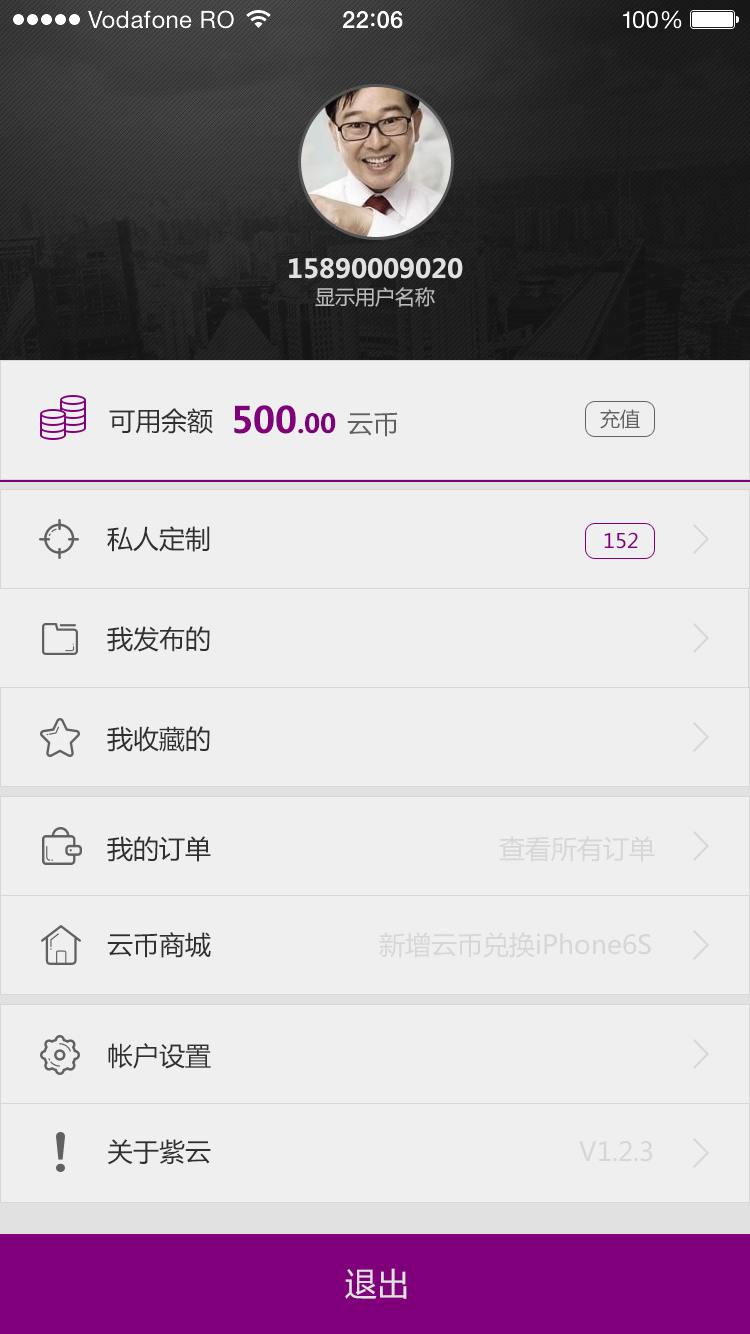 Vodafone RO 22:06 100%
15890009020
显示用户名称
可用余额 500.00 云币 充值
私人定制 152
我发布的
我收藏的
我的订单 查看所有订单
云币商城 新增云币兑换iPhone6S
帐户设置
关于紫云 V1.2.3
退出